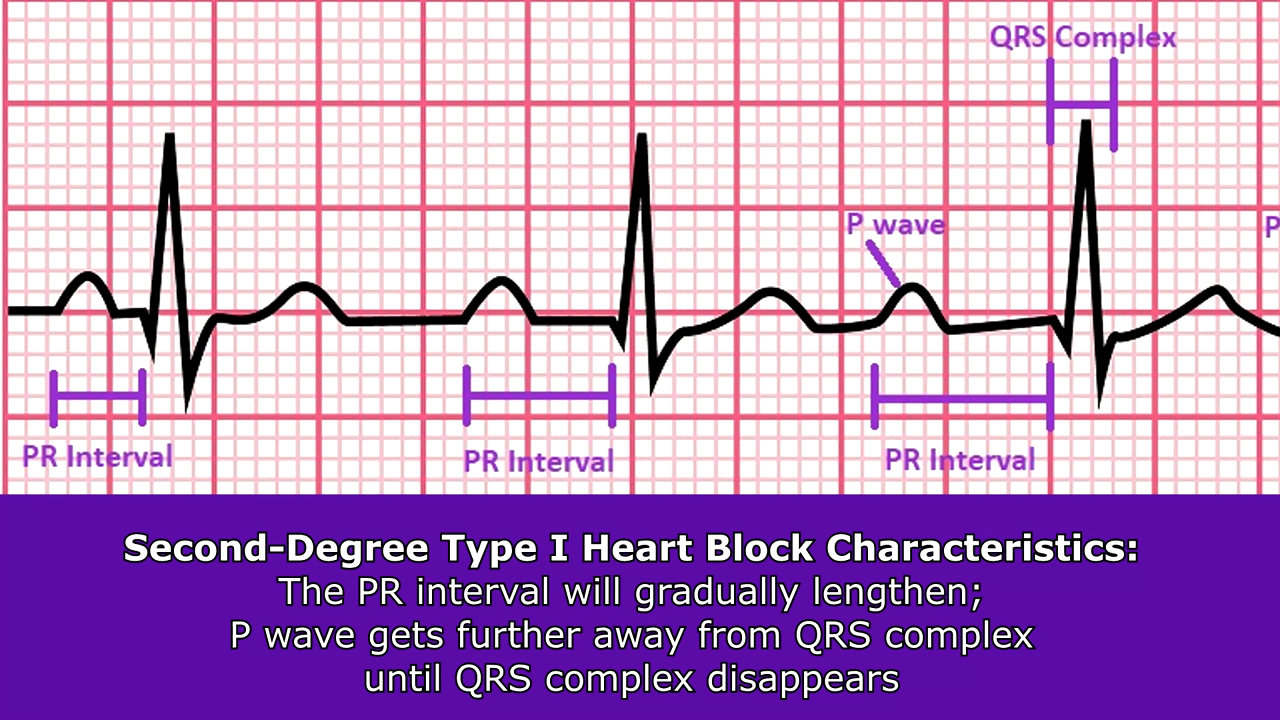 QRS Complex
P wave
P
PR Interval
PR Interval
PR Interval
Second-Degree Type I Heart Block Characteristics:
The PR interval will gradually lengthen;
P wave gets further away from QRS complex
until QRS complex disappears